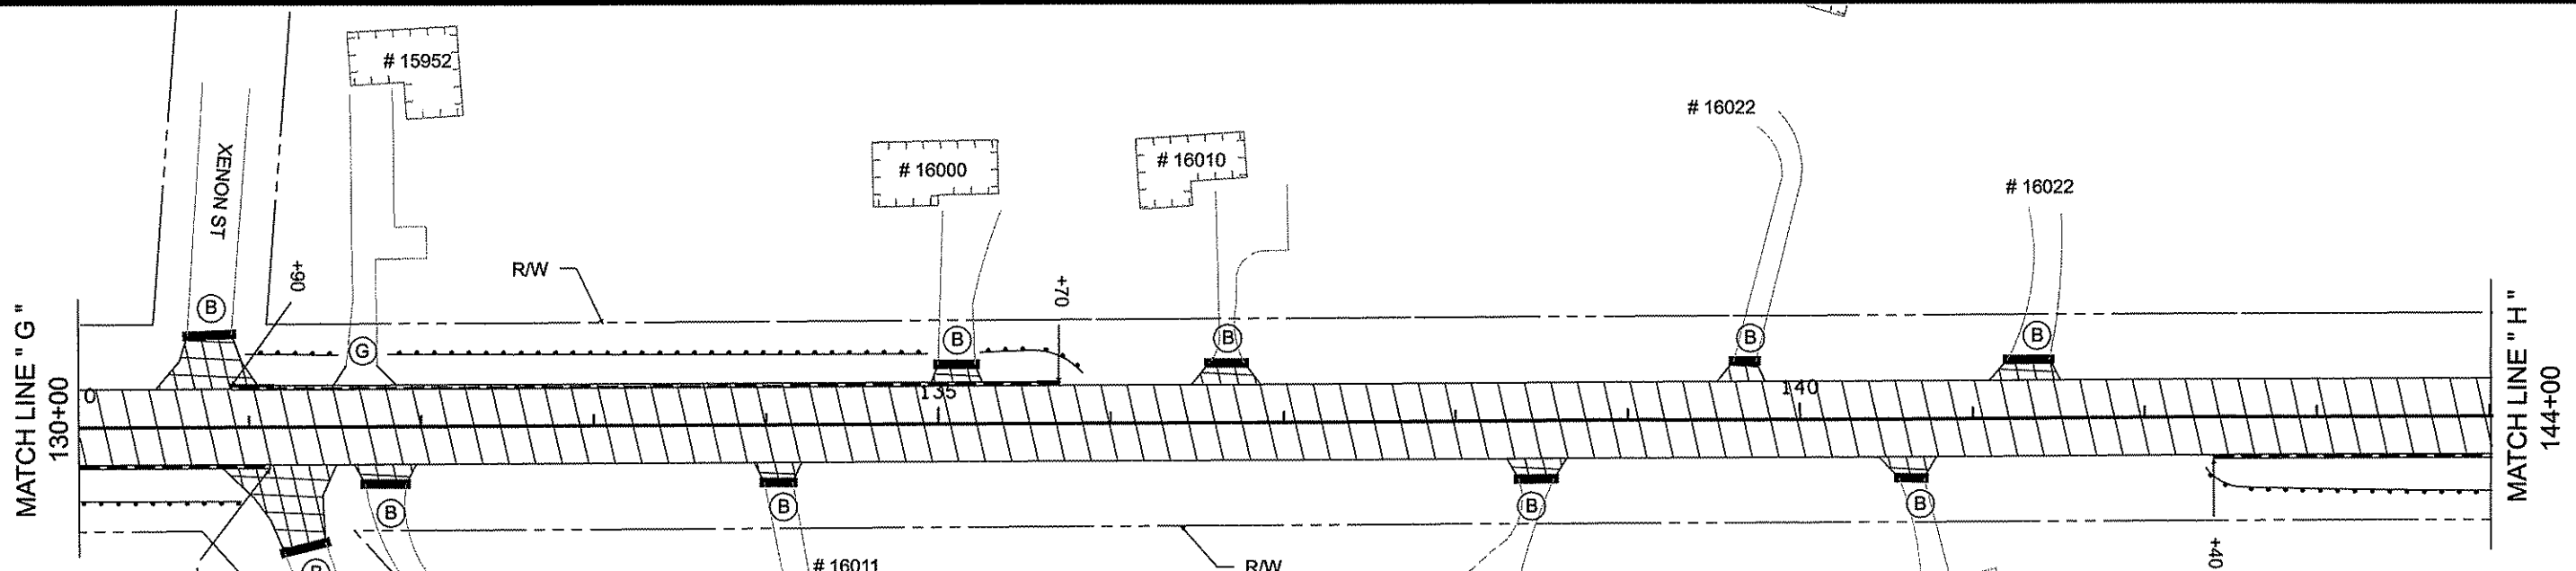 # 15952
# 16022
# 16000
# 16010
XENON ST
# 16022
R/W
+90
+70
B
G
B
B
B
B
MATCH LINE " G "
130+00
0
135
140
MATCH LINE " H "
144+00
B
B
B
B
B
# 16011
R/W
+40